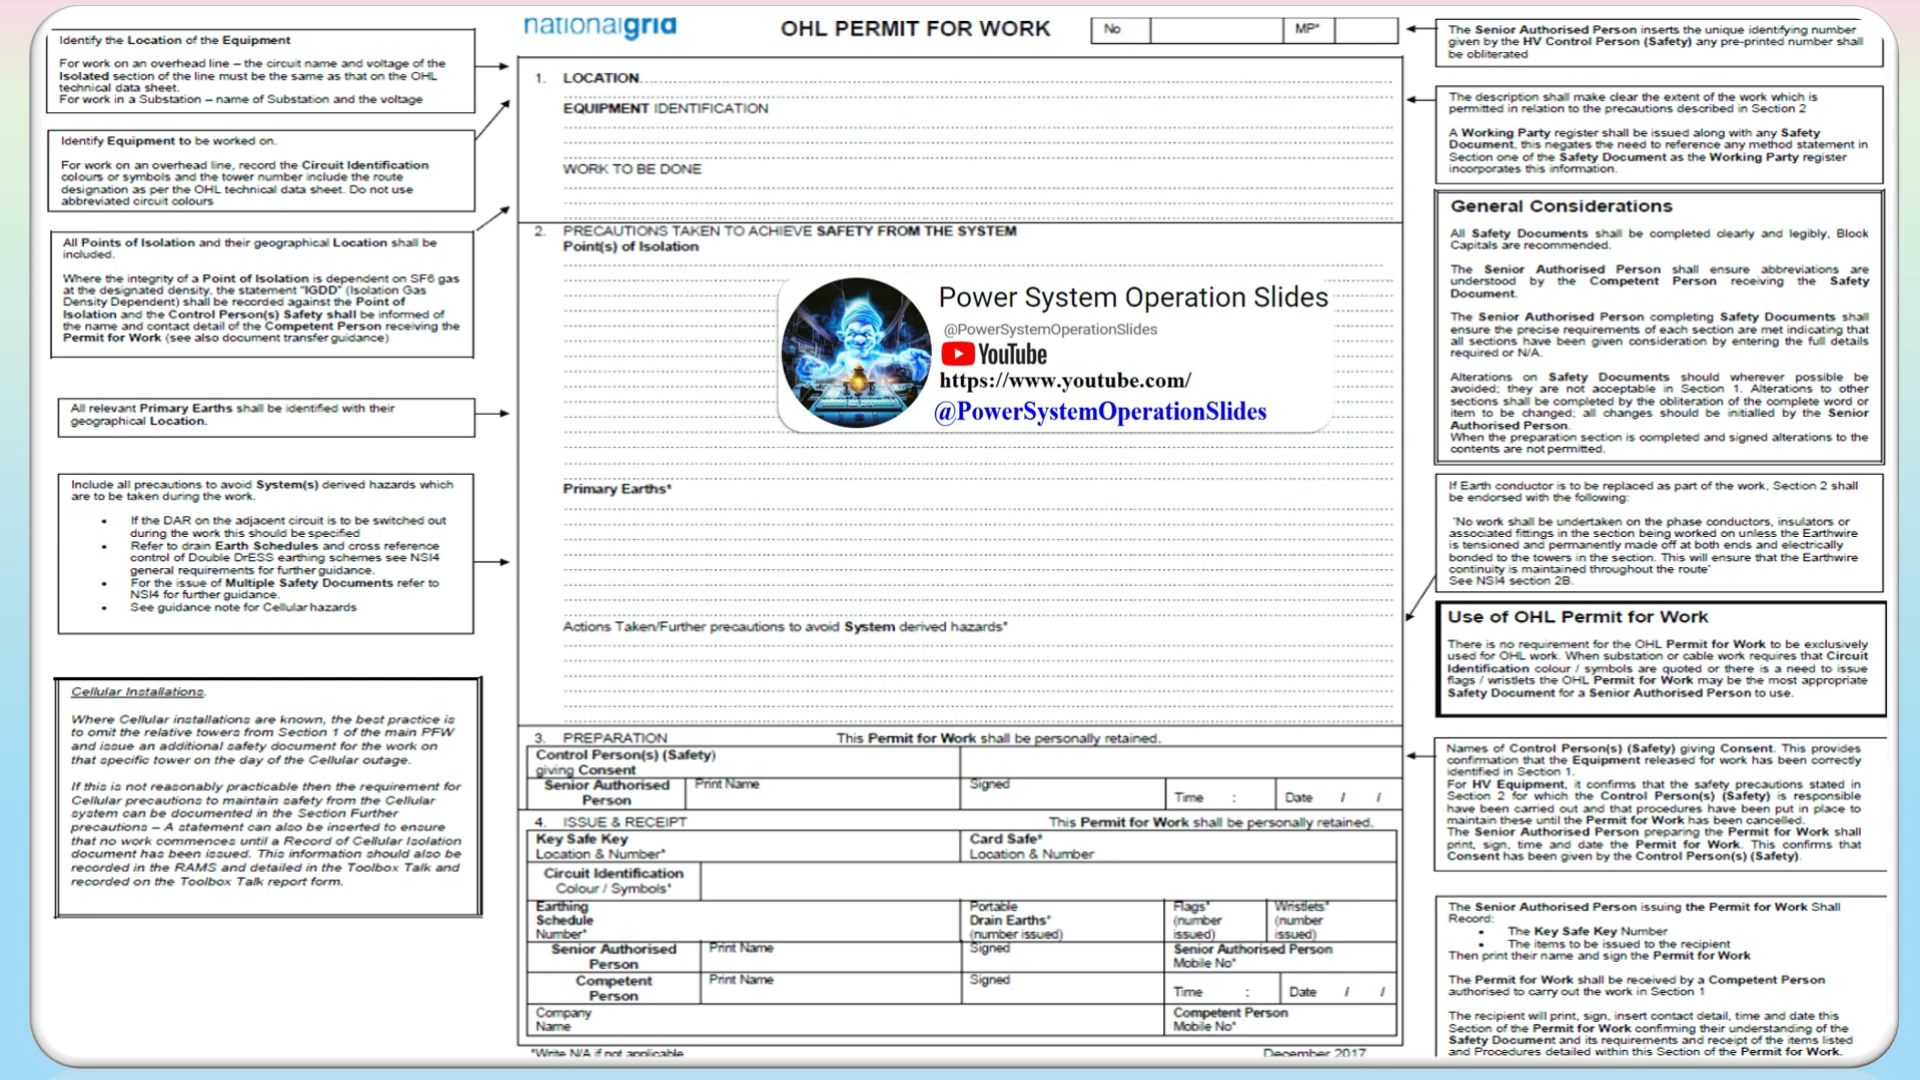 nationalgrid
OHL PERMIT FOR WORK
No
MP*
Identify the Location of the Equipment
For work on an overhead line – the circuit name and voltage of the
Isolated section of the line must be the same as that on the OHL
technical data sheet.
For work in a Substation – name of Substation and the voltage
Identify Equipment to be worked on.
For work on an overhead line, record the Circuit Identification
colours or symbols and the tower number include the route
designation as per the OHL technical data sheet. Do not use
abbreviated circuit colours
All Points of Isolation and their geographical Location shall be
included.
Where the integrity of a Point of Isolation is dependent on SF6 gas
at the designated density, the statement "IGDD" (Isolation Gas
Density Dependent) shall be recorded against the Point of
Isolation and the Control Person(s) Safety shall be informed of
the name and contact detail of the Competent Person receiving the
Permit for Work (see also document transfer guidance)
All relevant Primary Earths shall be identified with their
geographical Location.
Include all precautions to avoid System(s) derived hazards which
are to be taken during the work.
• If the DAR on the adjacent circuit is to be switched out
during the work this should be specified
• Refer to drain Earth Schedules and cross reference
control of Double DrESS earthing schemes see NSI4
general requirements for further guidance.
• For the issue of Multiple Safety Documents refer to
NSI4 for further guidance.
• See guidance note for Cellular hazards
Cellular Installations.
Where Cellular installations are known, the best practice is
to omit the relative towers from Section 1 of the main PFW
and issue an additional safety document for the work on
that specific tower on the day of the Cellular outage.
If this is not reasonably practicable then the requirement for
Cellular precautions to maintain safety from the Cellular
system can be documented in the Section Further
precautions – A statement can also be inserted to ensure
that no work commences until a Record of Cellular Isolation
document has been issued. This information should also be
recorded in the RAMS and detailed in the Toolbox Talk and
recorded on the Toolbox Talk report form.
1. LOCATION
EQUIPMENT IDENTIFICATION
WORK TO BE DONE
2. PRECAUTIONS TAKEN TO ACHIEVE SAFETY FROM THE SYSTEM
Point(s) of Isolation
Power System Operation Slides
@PowerSystemOperationSlides
YouTube
https://www.youtube.com/
@PowerSystemOperationSlides
Primary Earths*
Actions Taken/Further precautions to avoid System derived hazards*
3. PREPARATION This Permit for Work shall be personally retained.
Control Person(s) (Safety)
giving Consent
Senior Authorised
Person
Print Name
Signed
Time :
Date / /
4. ISSUE & RECEIPT This Permit for Work shall be personally retained.
Key Safe Key
Location & Number*
Card Safe*
Location & Number
Circuit Identification
Colour / Symbols*
Earthing
Schedule
Number*
Portable
Drain Earths*
(number issued)
Flags*
(number
issued)
Wristlets*
(number
issued)
Senior Authorised
Person
Print Name
Signed
Senior Authorised Person
Mobile No*
Competent
Person
Print Name
Signed
Time :
Date / /
Company
Name
Competent Person
Mobile No*
*Write N/A if not applicable
December 2017
The Senior Authorised Person inserts the unique identifying number
given by the HV Control Person (Safety) any pre-printed number shall
be obliterated
The description shall make clear the extent of the work which is
permitted in relation to the precautions described in Section 2
A Working Party register shall be issued along with any Safety
Document, this negates the need to reference any method statement in
Section one of the Safety Document as the Working Party register
incorporates this information.
General Considerations
All Safety Documents shall be completed clearly and legibly, Block
Capitals are recommended.
The Senior Authorised Person shall ensure abbreviations are
understood by the Competent Person receiving the Safety
Document.
The Senior Authorised Person completing Safety Documents shall
ensure the precise requirements of each section are met indicating that
all sections have been given consideration by entering the full details
required or N/A.
Alterations on Safety Documents should wherever possible be
avoided; they are not acceptable in Section 1. Alterations to other
sections shall be completed by the obliteration of the complete word or
item to be changed; all changes should be initialled by the Senior
Authorised Person.
When the preparation section is completed and signed alterations to the
contents are not permitted.
If Earth conductor is to be replaced as part of the work, Section 2 shall
be endorsed with the following:
"No work shall be undertaken on the phase conductors, insulators or
associated fittings in the section being worked on unless the Earthwire
is tensioned and permanently made off at both ends and electrically
bonded to the towers in the section. This will ensure that the Earthwire
continuity is maintained throughout the route"
See NSI4 section 2B.
Use of OHL Permit for Work
There is no requirement for the OHL Permit for Work to be exclusively
used for OHL work. When substation or cable work requires that Circuit
Identification colour / symbols are quoted or there is a need to issue
flags / wristlets the OHL Permit for Work may be the most appropriate
Safety Document for a Senior Authorised Person to use.
Names of Control Person(s) (Safety) giving Consent. This provides
confirmation that the Equipment released for work has been correctly
identified in Section 1.
For HV Equipment, it confirms that the safety precautions stated in
Section 2 for which the Control Person(s) (Safety) is responsible
have been carried out and that procedures have been put in place to
maintain these until the Permit for Work has been cancelled.
The Senior Authorised Person preparing the Permit for Work shall
print, sign, time and date the Permit for Work. This confirms that
Consent has been given by the Control Person(s) (Safety).
The Senior Authorised Person issuing the Permit for Work Shall
Record:
• The Key Safe Key Number
• The items to be issued to the recipient
Then print their name and sign the Permit for Work
The Permit for Work shall be received by a Competent Person
authorised to carry out the work in Section 1
The recipient will print, sign, insert contact detail, time and date this
Section of the Permit for Work confirming their understanding of the
Safety Document and its requirements and receipt of the items listed
and Procedures detailed within this Section of the Permit for Work.